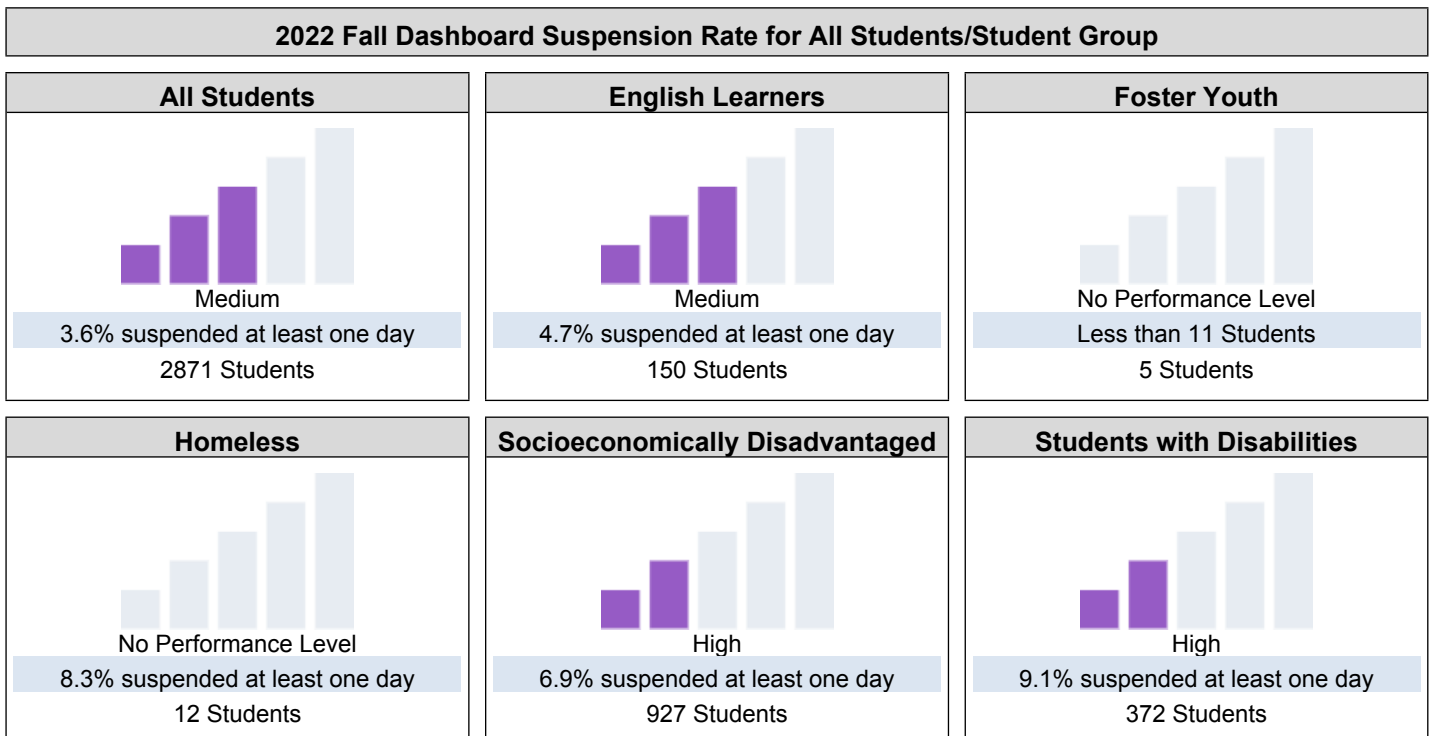 2022 Fall Dashboard Suspension Rate for All Students/Student Group
All Students
Medium
3.6% suspended at least one day
2871 Students
English Learners
Medium
4.7% suspended at least one day
150 Students
Foster Youth
No Performance Level
Less than 11 Students
5 Students
Homeless
No Performance Level
8.3% suspended at least one day
12 Students
Socioeconomically Disadvantaged
High
6.9% suspended at least one day
927 Students
Students with Disabilities
High
9.1% suspended at least one day
372 Students